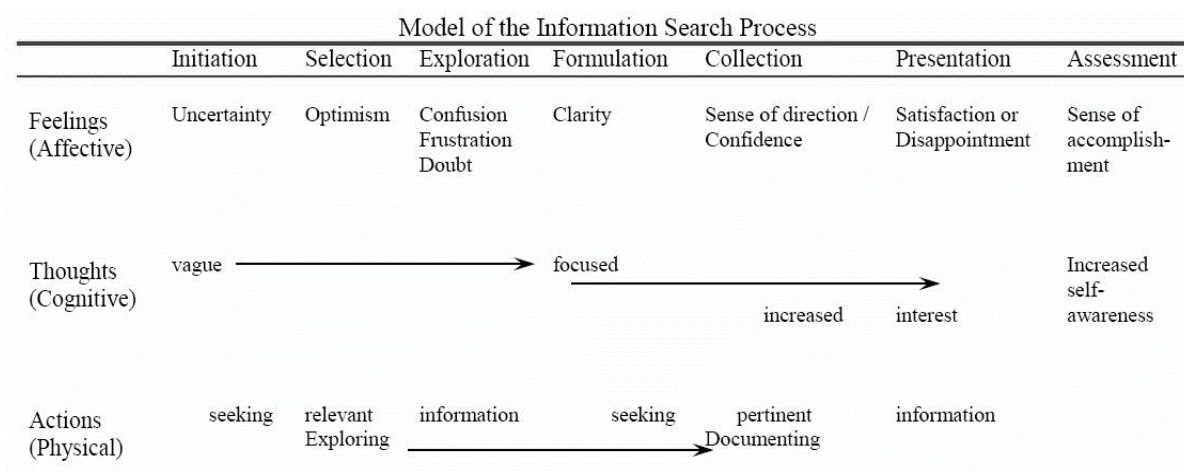 Model of the Information Search Process
Initiation Selection Exploration Formulation Collection Presentation Assessment
Feelings (Affective)
Uncertainty
Optimism
Confusion
Frustration
Doubt
Clarity
Sense of direction /
Confidence
Satisfaction or
Disappointment
Sense of
accomplish-
ment
Thoughts
(Cognitive)
vague
focused
increased interest
Increased
self-
awareness
Actions
(Physical)
seeking relevant information seeking pertinent information
Exploring Documenting